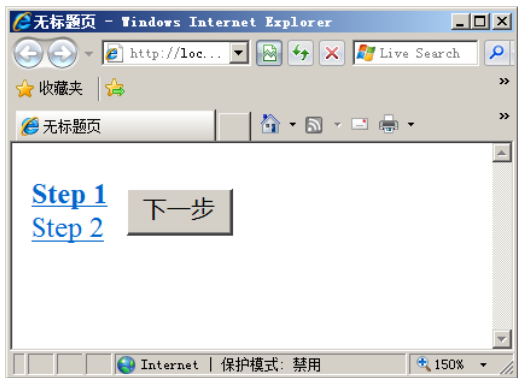 无标题页 - Windows Internet Explorer
http://loc... Live Search
收藏夹
无标题页
Step 1
Step 2
下一步
Internet | 保护模式: 禁用 150%